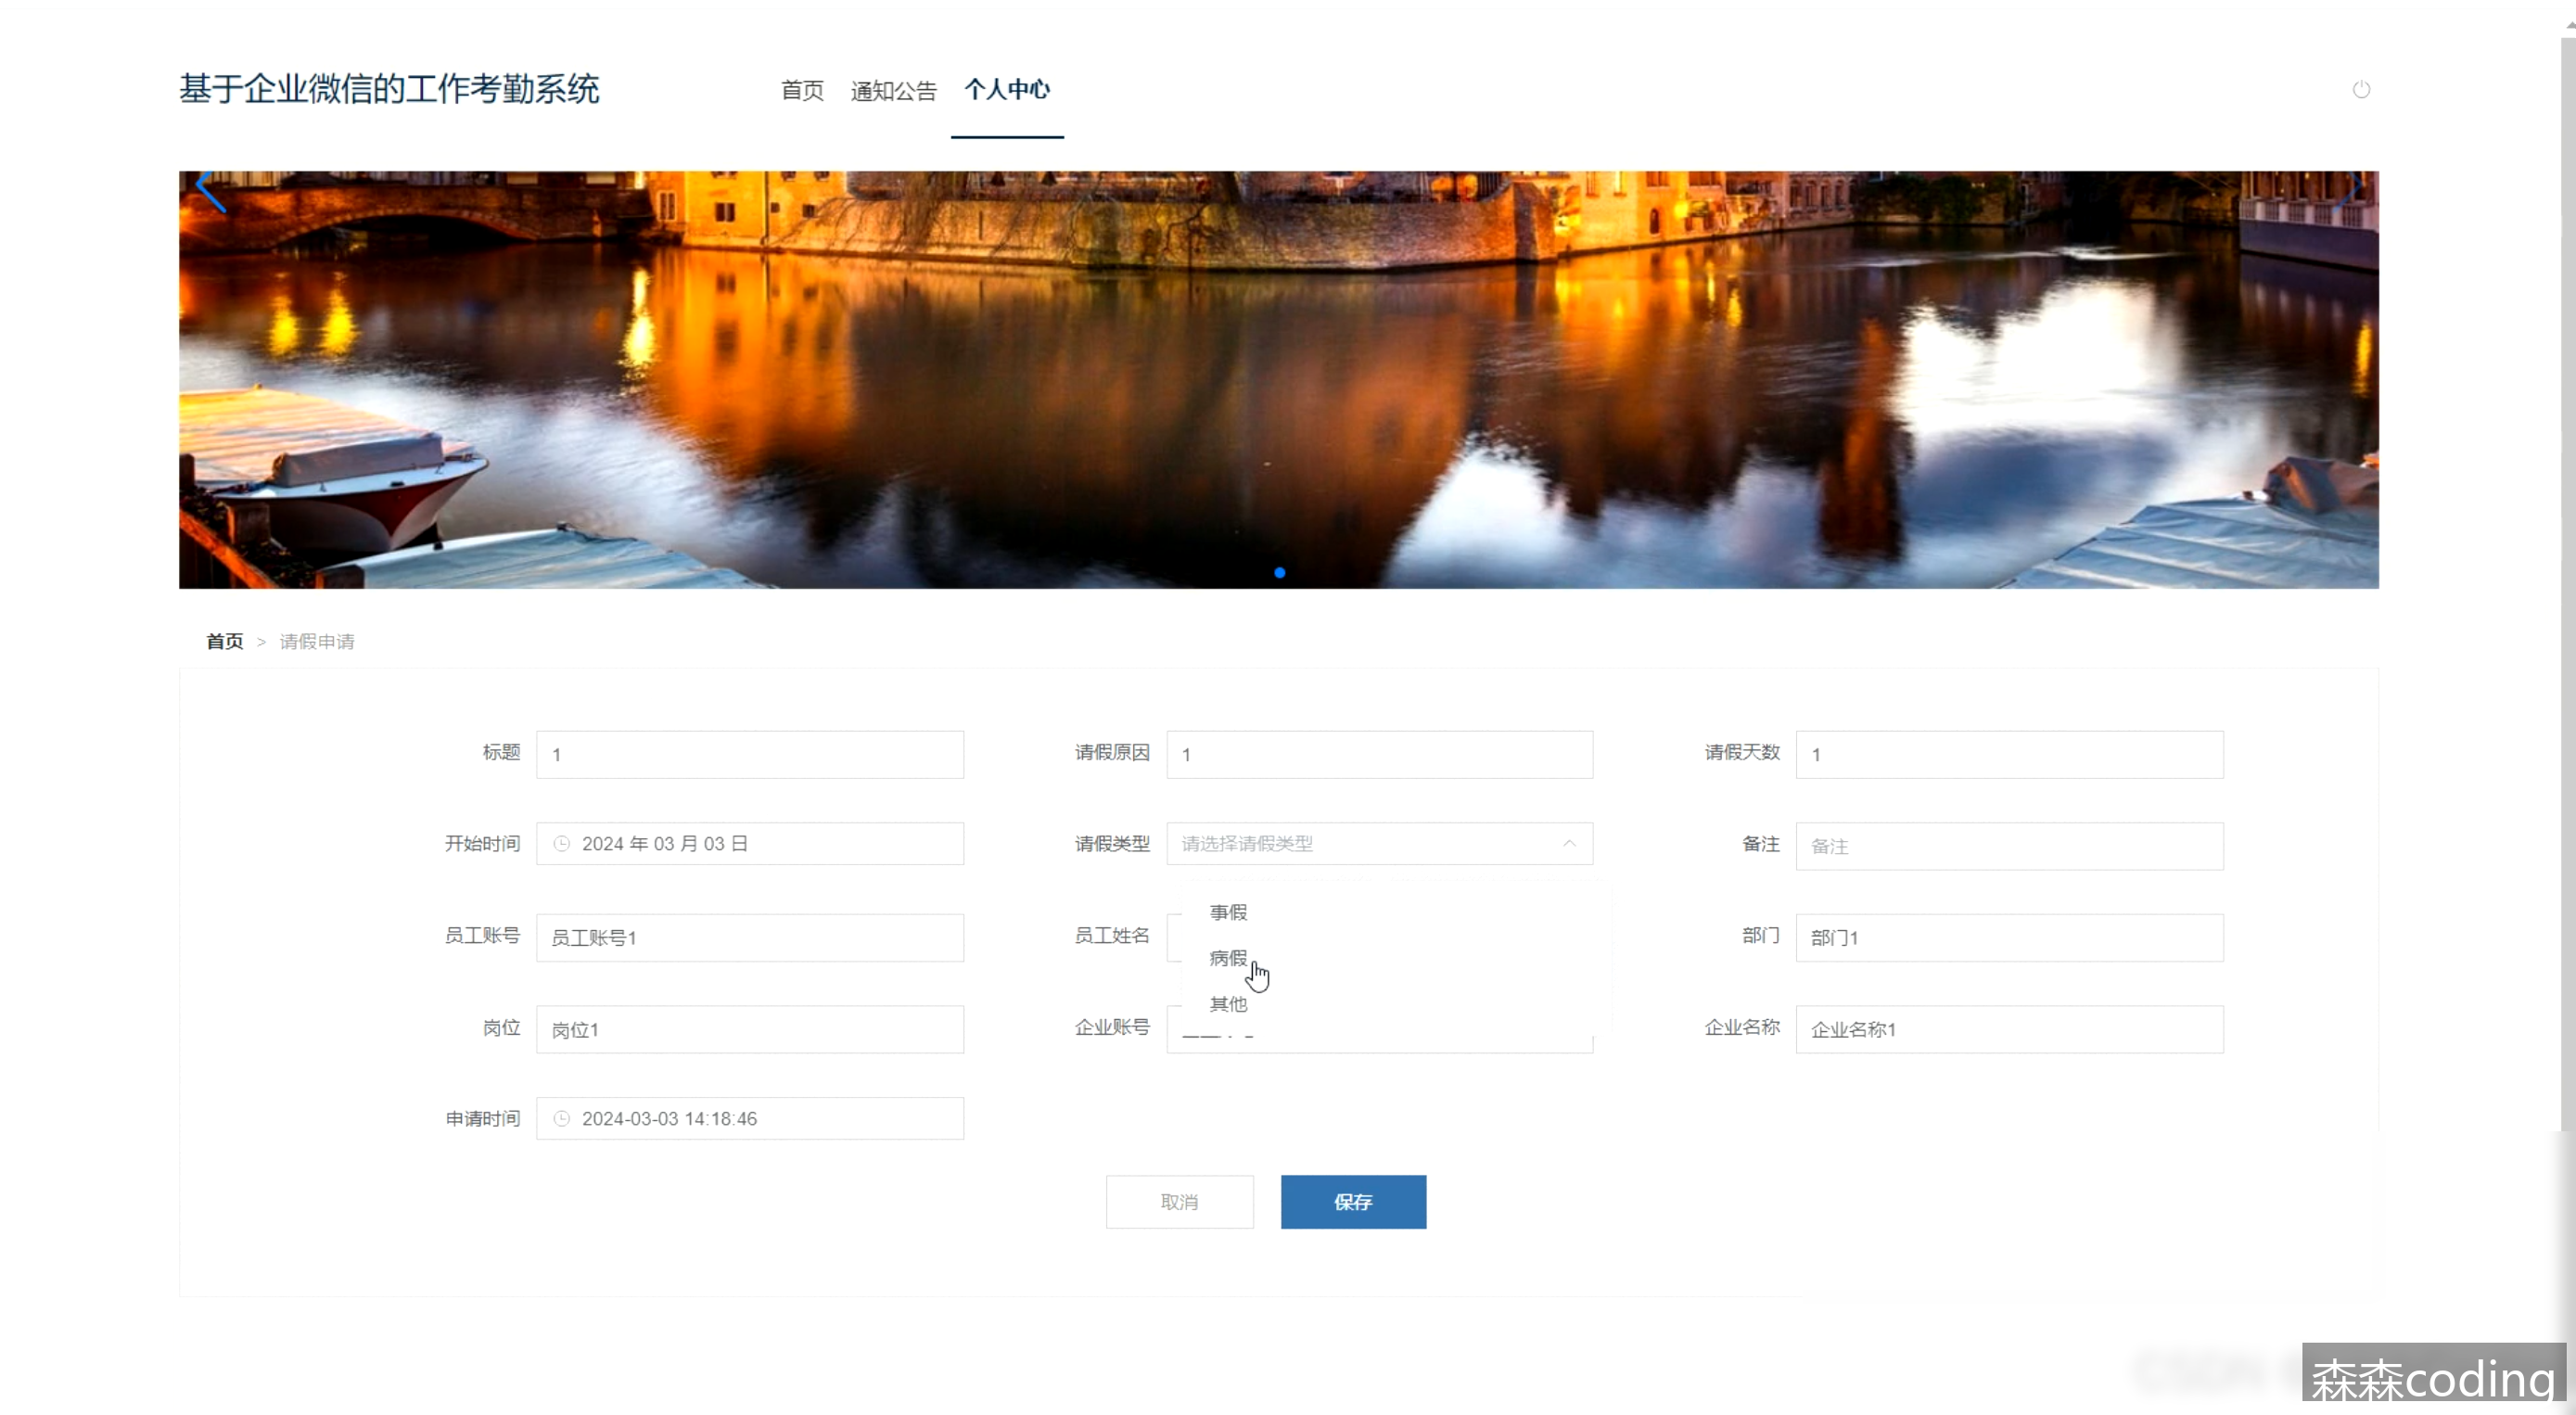 基于企业微信的工作考勤系统
首页 通知公告 个人中心
首页 > 请假申请
标题 1 请假原因 1 请假天数 1
开始时间 2024 年 03 月 03 日 请假类型 请选择请假类型 备注 备注
事假
员工账号 员工账号1 员工姓名 部门 部门1
病假
其他
岗位 岗位1 企业账号 企业名称 企业名称1
申请时间 2024-03-03 14:18:46
取消 保存
CSDN
森森coding